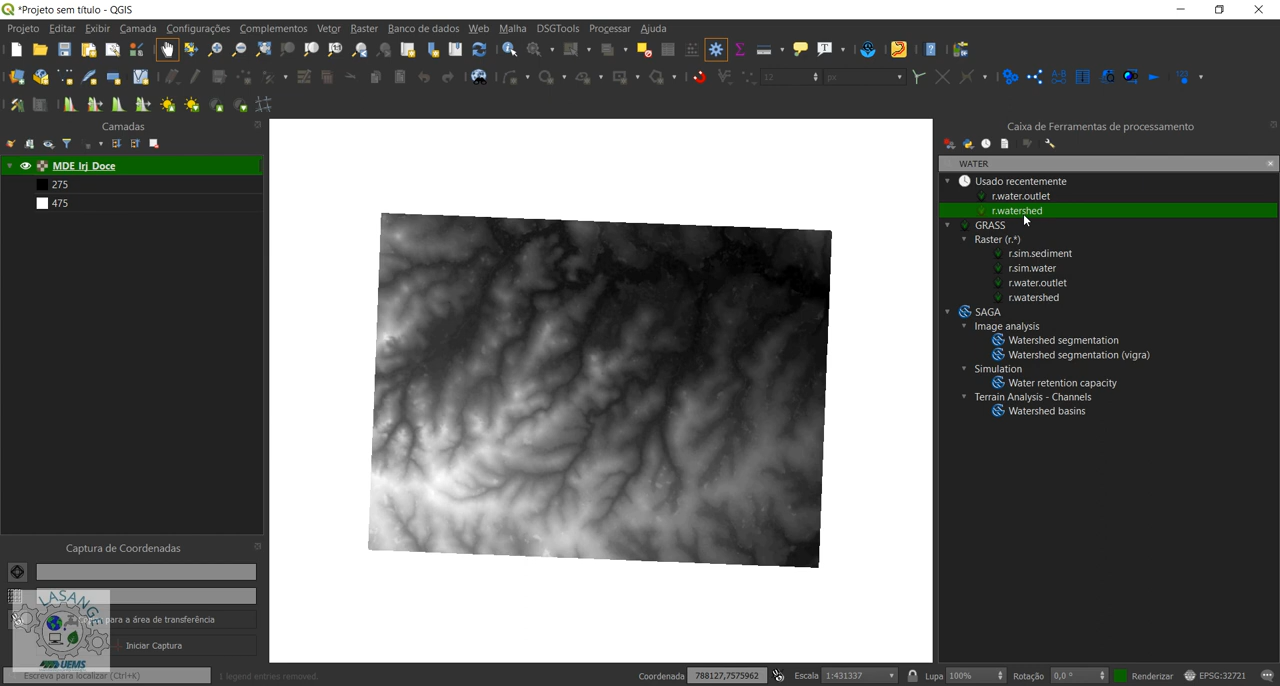 *Projeto sem título - QGIS
Projeto Editar Exibir Camada Configurações Complementos Vetor Raster Banco de dados Web Malha DSGTools Processar Ajuda
12 px
Camadas
MDE_Irj_Doce
275
475
Captura de Coordenadas
para a área de transferência
Iniciar Captura
LASANGE
UEMS
Escreva para localizar (Ctrl+K)
1 legend entries removed.
Coordenada 788127,7575962 Escala 1:431337 Lupa 100% Rotação 0,0 ° Renderizar EPSG:32721
Caixa de Ferramentas de processamento
WATER
Usado recentemente
r.water.outlet
r.watershed
GRASS
Raster (r.*)
r.sim.sediment
r.sim.water
r.water.outlet
r.watershed
SAGA
Image analysis
Watershed segmentation
Watershed segmentation (vigra)
Simulation
Water retention capacity
Terrain Analysis - Channels
Watershed basins